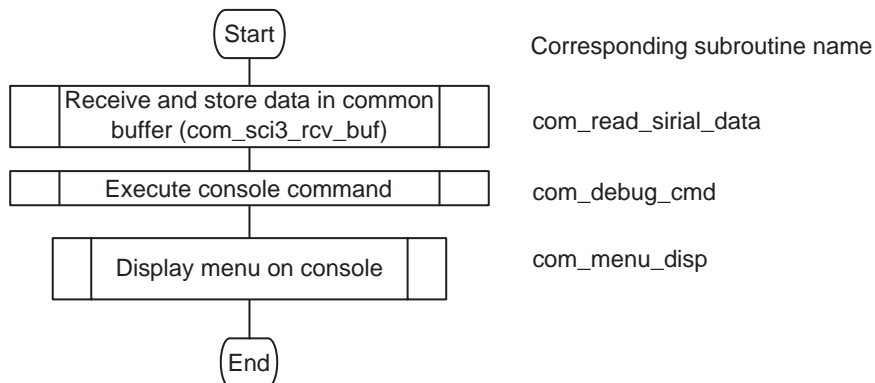 Start
Corresponding subroutine name
Receive and store data in common
buffer (com_sci3_rcv_buf)
com_read_sirial_data
Execute console command
com_debug_cmd
Display menu on console
com_menu_disp
End